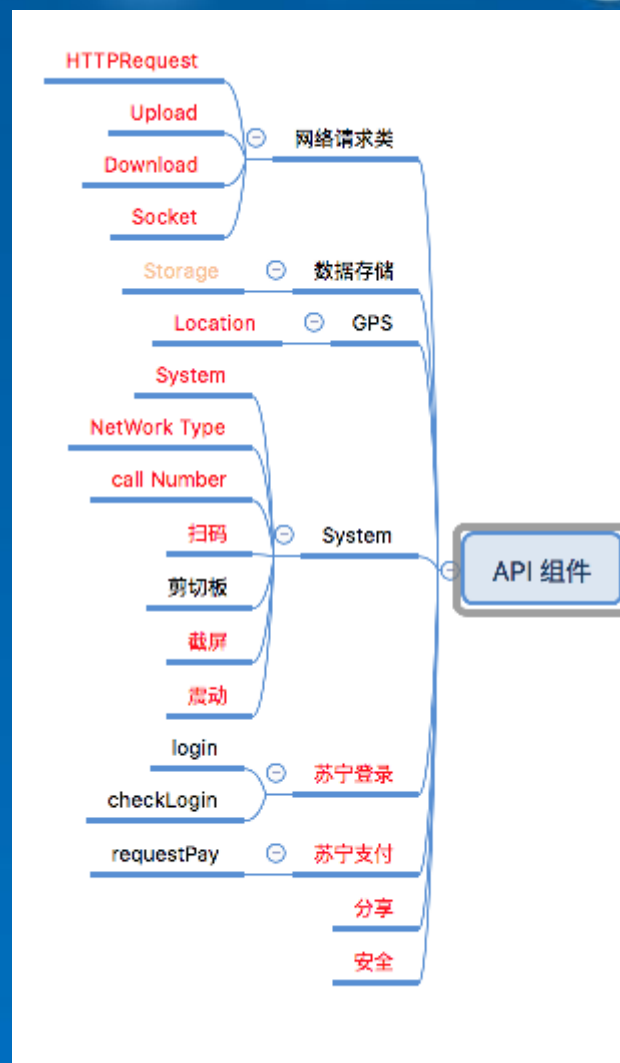 HTTPRequest
Upload
网络请求类
Download
Socket
Storage
数据存储
Location
GPS
System
NetWork Type
call Number
扫码
System
剪切板
API 组件
截屏
震动
login
苏宁登录
checkLogin
requestPay
苏宁支付
分享
安全